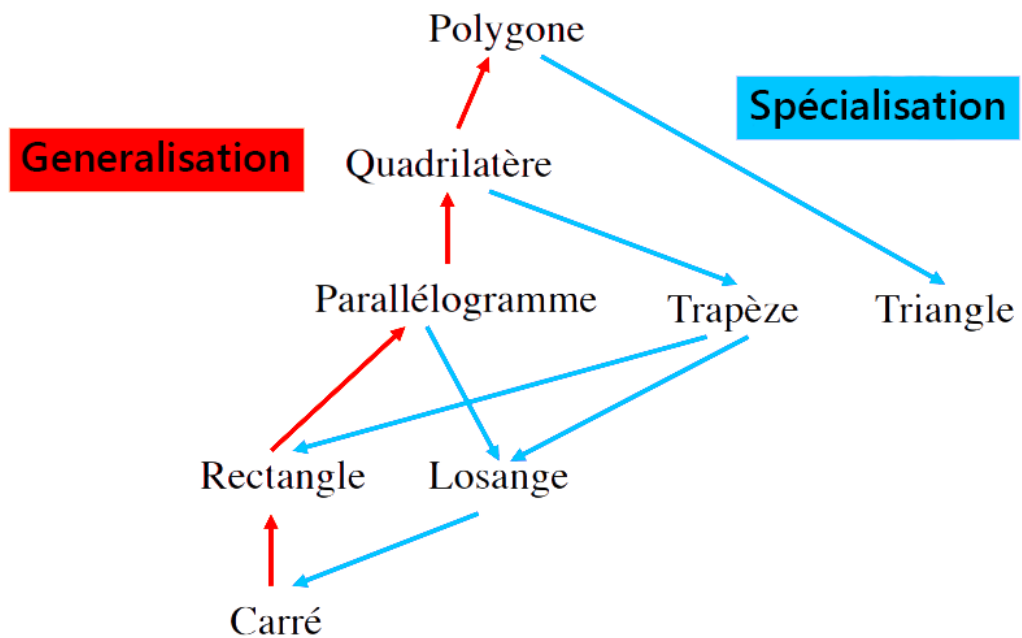 Polygone
Spécialisation
Generalisation
Quadrilatère
Parallélogramme
Trapèze
Triangle
Rectangle
Losange
Carré